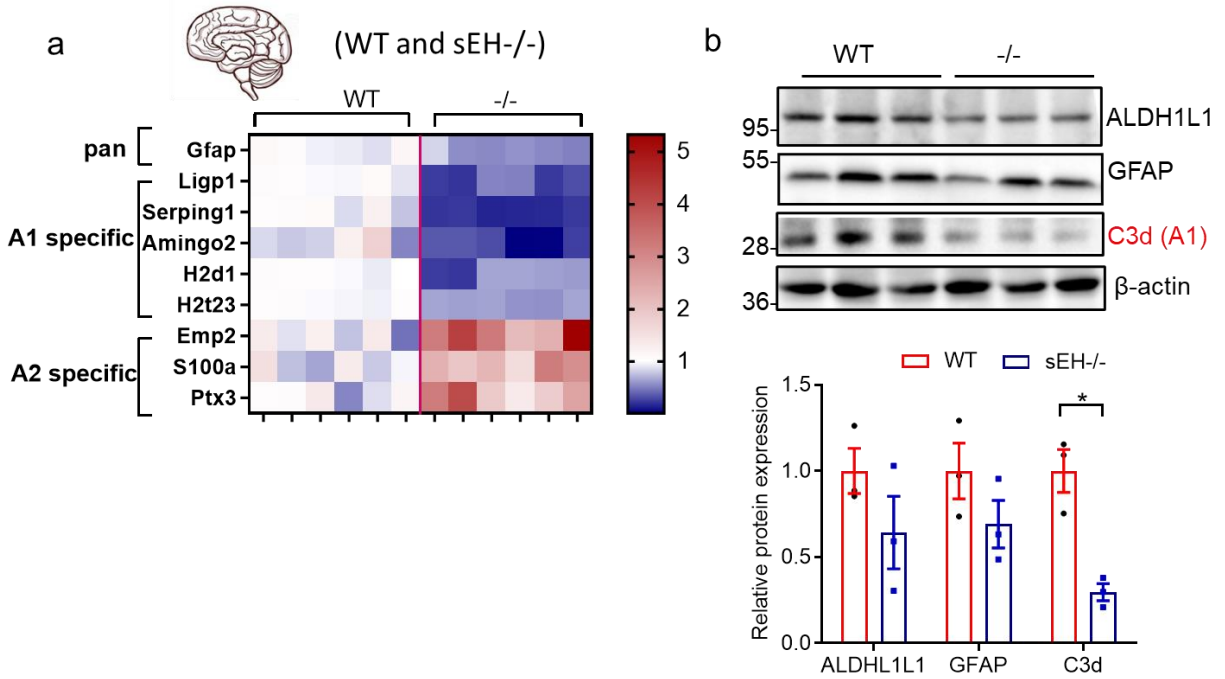 a
(WT and sEH-/-)
WT
-/-
pan
A1 specific
A2 specific
Gfap
Ligp1
Serping1
Amingo2
H2d1
H2t23
Emp2
S100a
Ptx3
5
4
3
2
1
b
WT
-/-
95-
ALDH1L1
55-
GFAP
28-
C3d (A1)
36-
β-actin
WT
sEH-/-
Relative protein expression
1.5
1.0
0.5
0.0
*
ALDHL1L1
GFAP
C3d